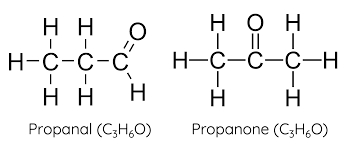 H H O H O H
H-C-C-C H-C-C-C-H
H H H H H
Propanal (C₃H₆O) Propanone (C₃H₆O)